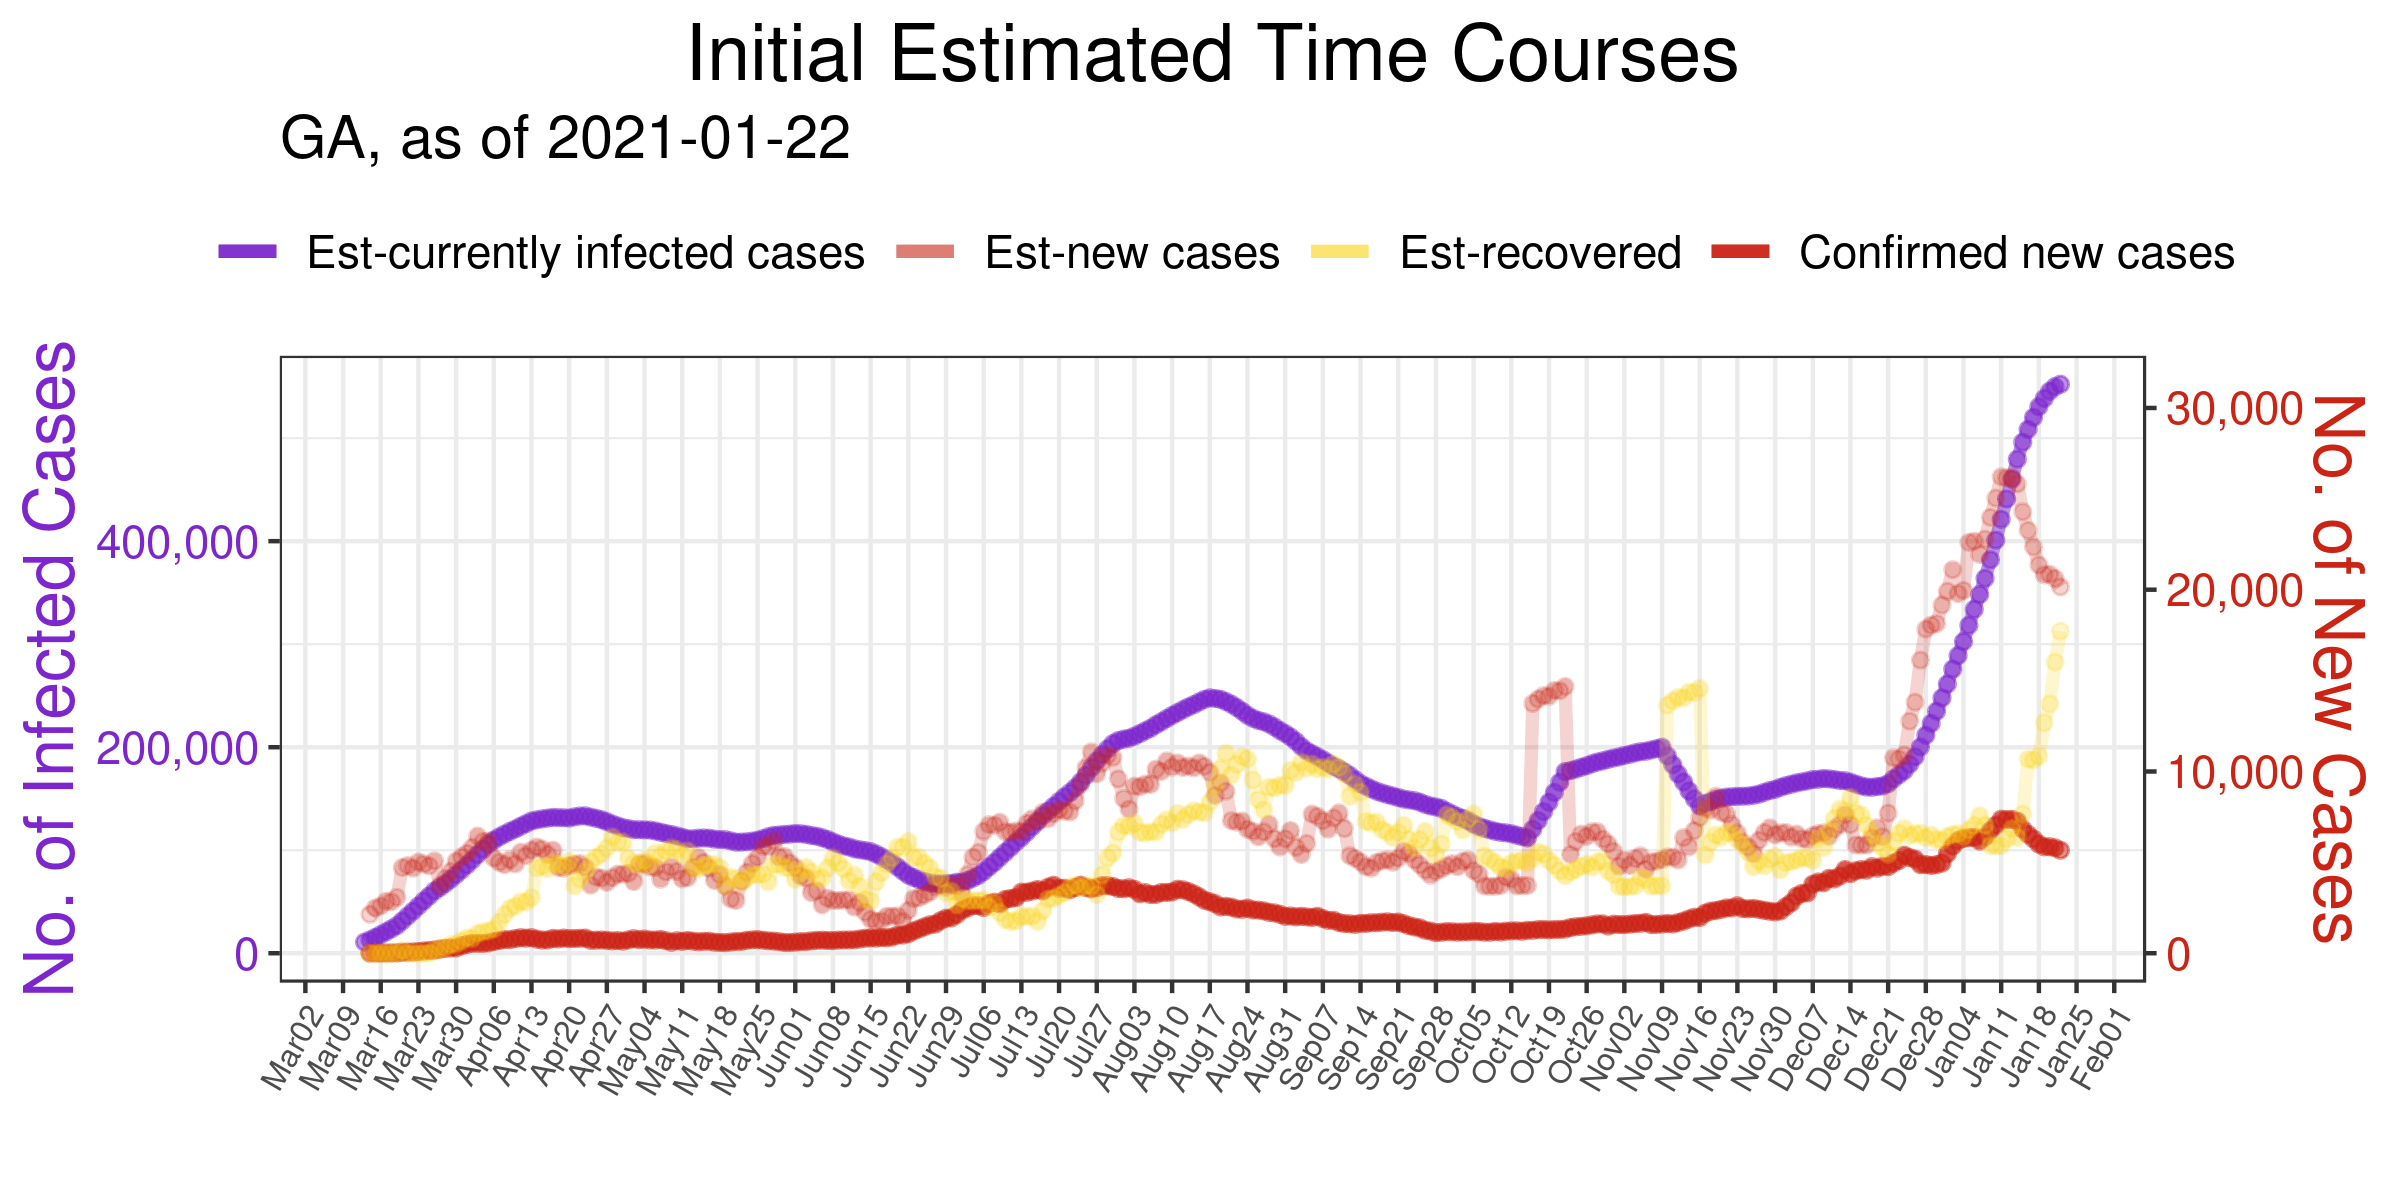 Initial Estimated Time Courses
GA, as of 2021-01-22
Est-currently infected cases Est-new cases Est-recovered Confirmed new cases
No. of Infected Cases
400,000
200,000
0
30,000
20,000
10,000
0
No. of New Cases
Mar02 Mar09 Mar16 Mar23 Mar30 Apr06 Apr13 Apr20 Apr27 May04 May11 May18 May25 Jun01 Jun08 Jun15 Jun22 Jun29 Jul06 Jul13 Jul20 Jul27 Aug03 Aug10 Aug17 Aug24 Aug31 Sep07 Sep14 Sep21 Sep28 Oct05 Oct12 Oct19 Oct26 Nov02 Nov09 Nov16 Nov23 Nov30 Dec07 Dec14 Dec21 Dec28 Jan04 Jan11 Jan18 Jan25 Feb01